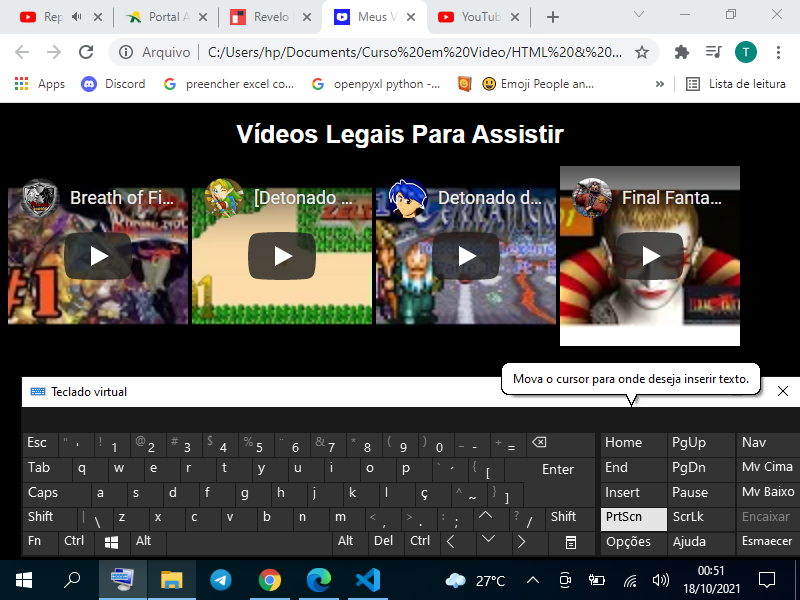 Rep
Portal A
Revelo
Meus V
YouTub
Arquivo | C:/Users/hp/Documents/Curso%20em%20Video/HTML%20&%20...
T
Apps
Discord
preencher excel co...
openpyxl python -...
Emoji People an...
»
Lista de leitura
Vídeos Legais Para Assistir
Breath of Fi...
[Detonado ...
Detonado d...
Final Fanta...
#1
1
Mova o cursor para onde deseja inserir texto.
Teclado virtual
Esc " ' ! 1 @ 2 # 3 $ 4 % 5 ¨ 6 & 7 * 8 ( 9 ) 0 _ - + = Home PgUp Nav
Tab q w e r t y u i o p ` ´ { [ Enter End PgDn Mv Cima
Caps a s d f g h j k l ç ^ ~ } ] Insert Pause Mv Baixo
Shift | \ z x c v b n m < , > . : ; ? / Shift PrtScn ScrLk Encaixar
Fn Ctrl Alt Alt Del Ctrl Opções Ajuda Esmaecer
27°C
00:51
18/10/2021